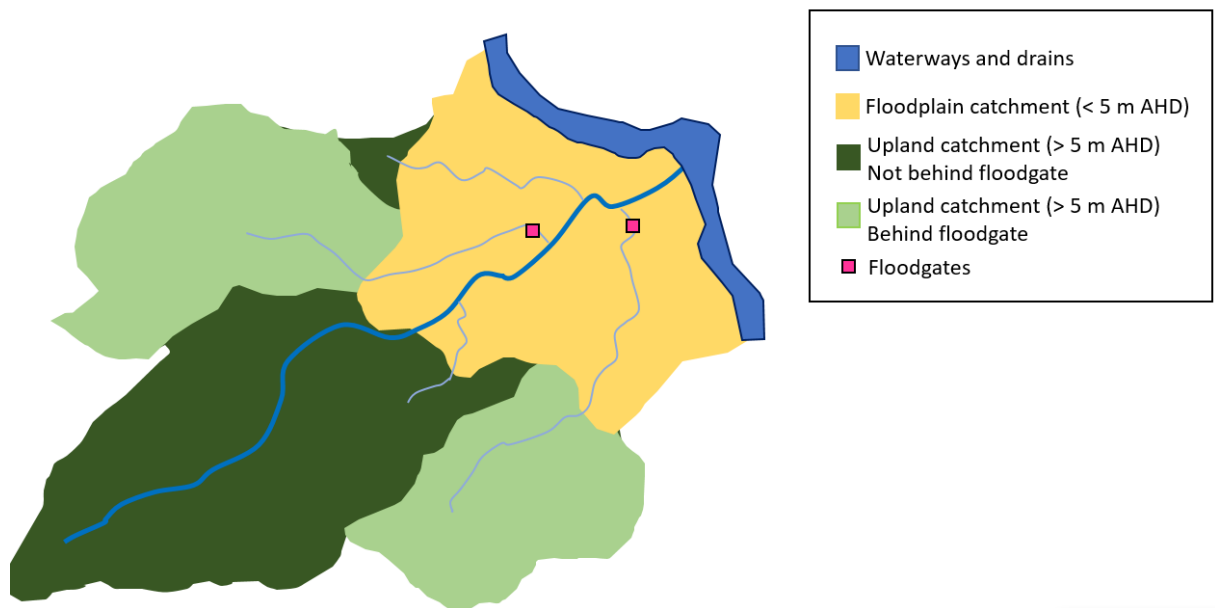 Waterways and drains
Floodplain catchment (< 5 m AHD)
Upland catchment (> 5 m AHD)
Not behind floodgate
Upland catchment (> 5 m AHD)
Behind floodgate
Floodgates